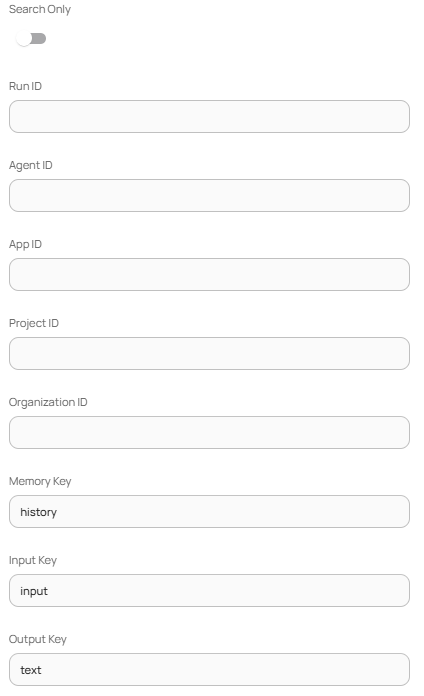 Search Only
Run ID
Agent ID
App ID
Project ID
Organization ID
Memory Key
history
Input Key
input
Output Key
text